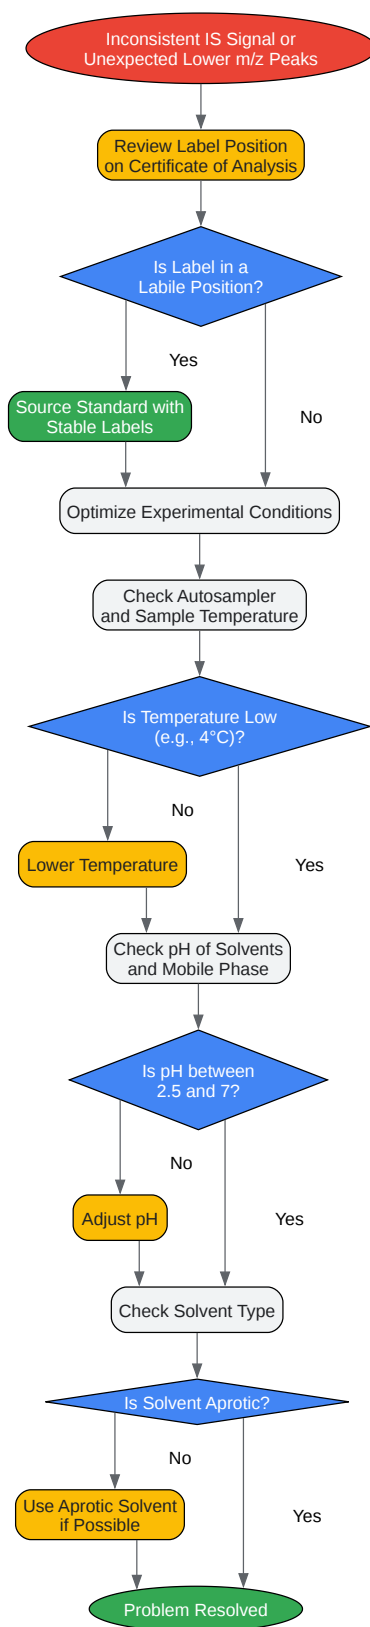 Inconsistent IS Signal or
Unexpected Lower m/z Peaks
Review Label Position
on Certificate of Analysis
Is Label in a
Labile Position?
Yes
Source Standard with
Stable Labels
No
Optimize Experimental Conditions
Check Autosampler
and Sample Temperature
Is Temperature Low
(e.g., 4°C)?
No
Lower Temperature
Yes
Check pH of Solvents
and Mobile Phase
Is pH between
2.5 and 7?
No
Adjust pH
Yes
Check Solvent Type
Is Solvent Aprotic?
No
Use Aprotic Solvent
if Possible
Yes
Problem Resolved